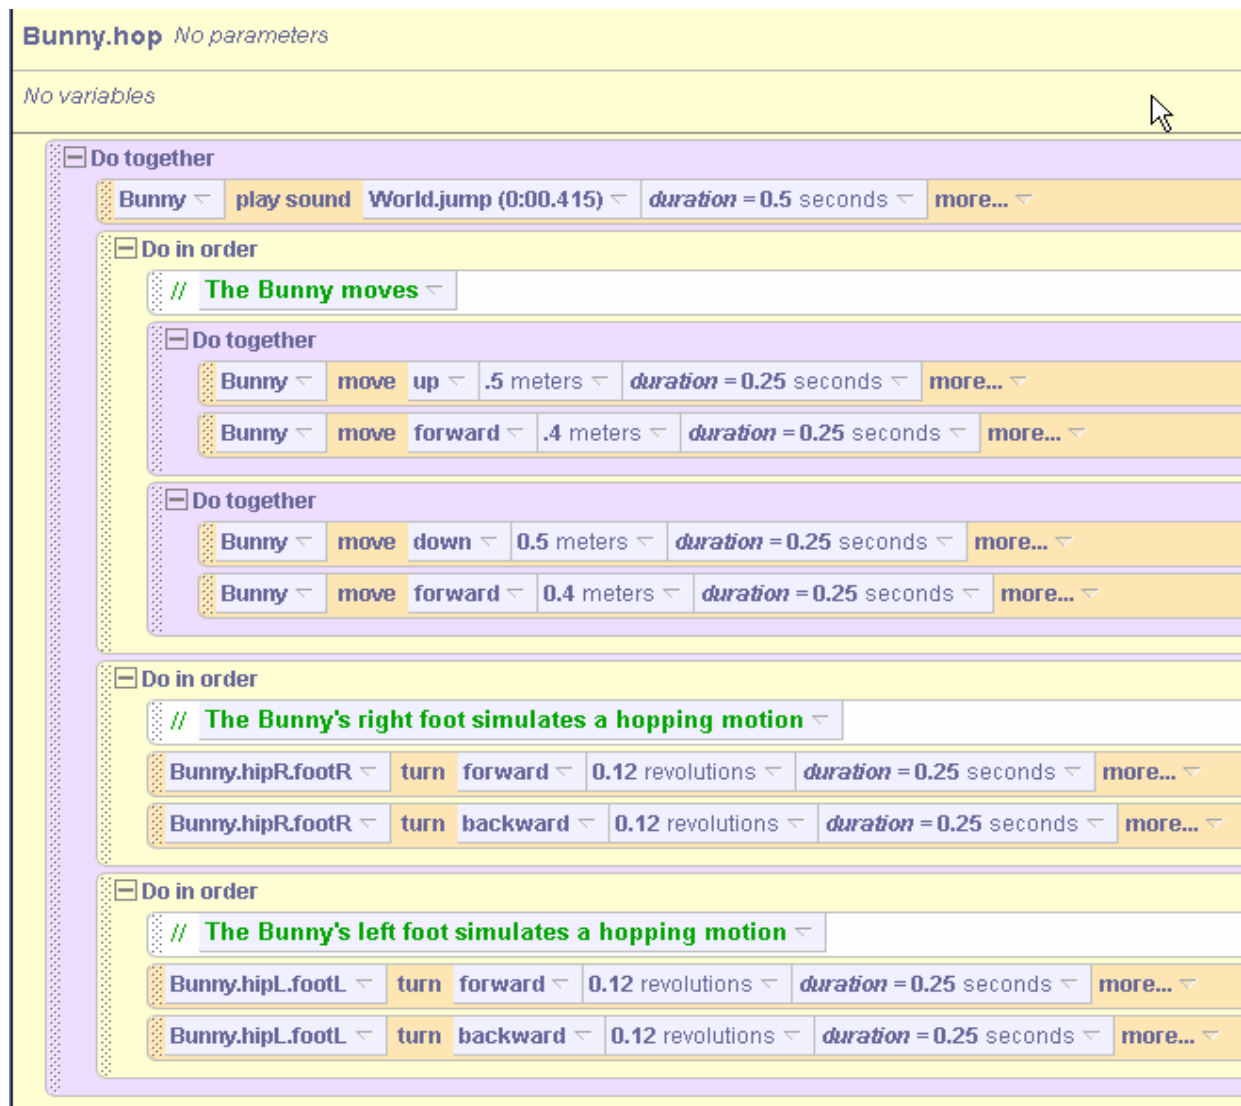 Bunny.hop No parameters
No variables
Do together
Bunny play sound World.jump (0:00.415) duration = 0.5 seconds more...
Do in order
// The Bunny moves
Do together
Bunny move up .5 meters duration = 0.25 seconds more...
Bunny move forward .4 meters duration = 0.25 seconds more...
Do together
Bunny move down 0.5 meters duration = 0.25 seconds more...
Bunny move forward 0.4 meters duration = 0.25 seconds more...
Do in order
// The Bunny's right foot simulates a hopping motion
Bunny.hipR.footR turn forward 0.12 revolutions duration = 0.25 seconds more...
Bunny.hipR.footR turn backward 0.12 revolutions duration = 0.25 seconds more...
Do in order
// The Bunny's left foot simulates a hopping motion
Bunny.hipL.footL turn forward 0.12 revolutions duration = 0.25 seconds more...
Bunny.hipL.footL turn backward 0.12 revolutions duration = 0.25 seconds more...